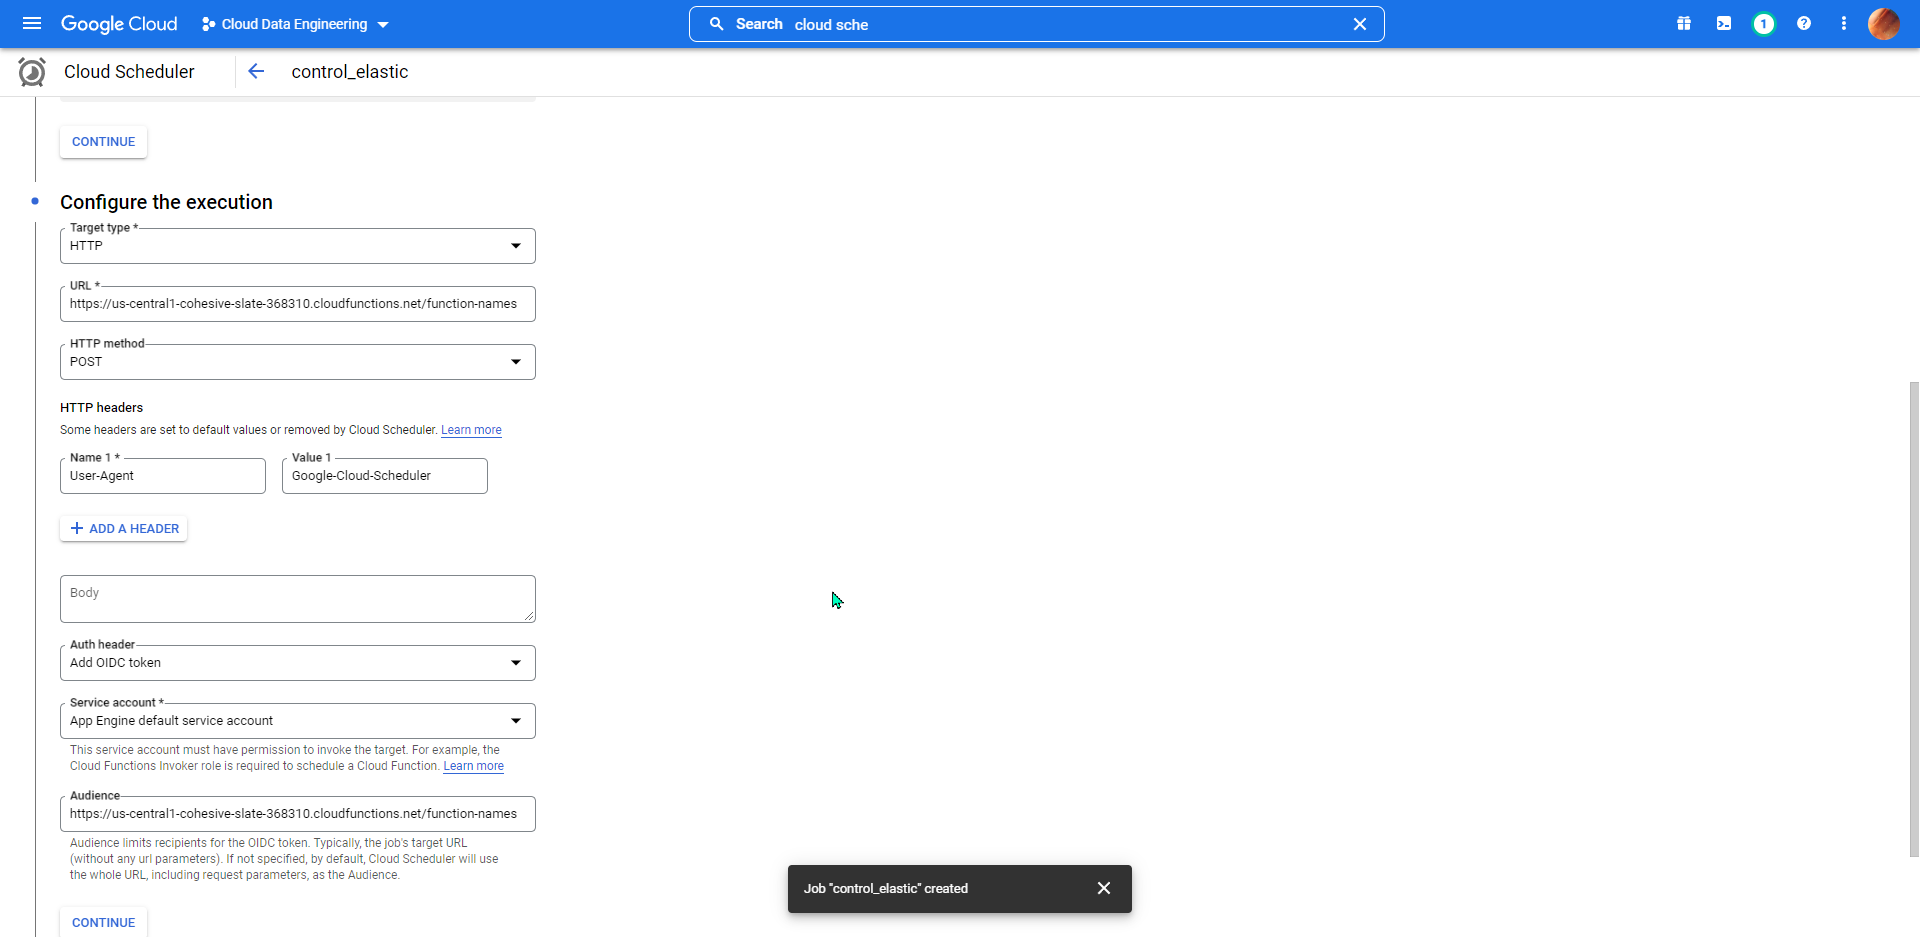 Google Cloud
Cloud Data Engineering
Search cloud sche
1
Cloud Scheduler
control_elastic
CONTINUE
Configure the execution
Target type *
HTTP
URL *
https://us-central1-cohesive-slate-368310.cloudfunctions.net/function-names
HTTP method
POST
HTTP headers
Some headers are set to default values or removed by Cloud Scheduler. Learn more
Name 1 *
User-Agent
Value 1
Google-Cloud-Scheduler
ADD A HEADER
Body
Auth header
Add OIDC token
Service account *
App Engine default service account
This service account must have permission to invoke the target. For example, the
Cloud Functions Invoker role is required to schedule a Cloud Function. Learn more
Audience
https://us-central1-cohesive-slate-368310.cloudfunctions.net/function-names
Audience limits recipients for the OIDC token. Typically, the job's target URL
(without any url parameters). If not specified, by default, Cloud Scheduler will use
the whole URL, including request parameters, as the Audience.
Job "control_elastic" created
CONTINUE